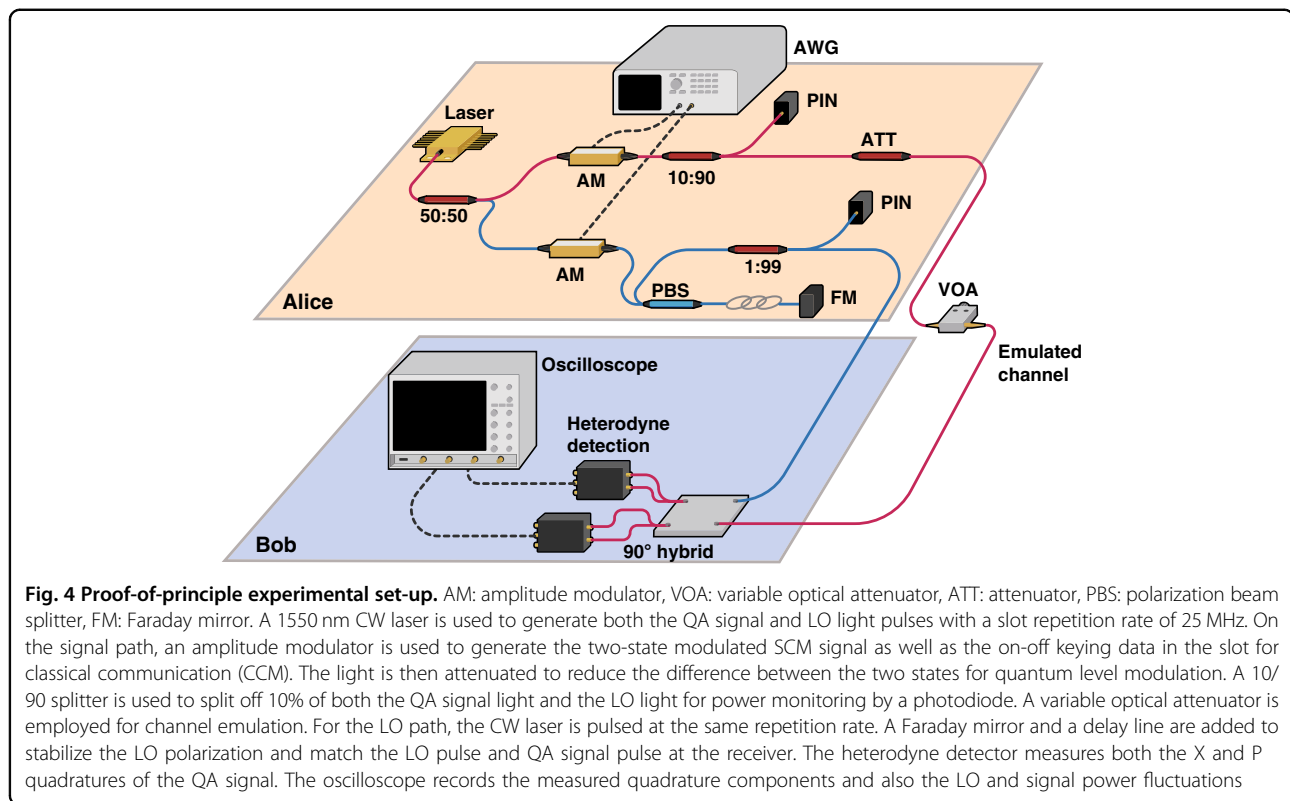 AWG
PIN
Laser
ATT
AM
10:90
PIN
50:50
1:99
AM
PBS
FM
VOA
Alice
Emulated
channel
Oscilloscope
Heterodyne
detection
90° hybrid
Bob
Fig. 4 Proof-of-principle experimental set-up. AM: amplitude modulator, VOA: variable optical attenuator, ATT: attenuator, PBS: polarization beam
splitter, FM: Faraday mirror. A 1550 nm CW laser is used to generate both the QA signal and LO light pulses with a slot repetition rate of 25 MHz. On
the signal path, an amplitude modulator is used to generate the two-state modulated SCM signal as well as the on-off keying data in the slot for
classical communication (CCM). The light is then attenuated to reduce the difference between the two states for quantum level modulation. A 10/
90 splitter is used to split off 10% of both the QA signal light and the LO light for power monitoring by a photodiode. A variable optical attenuator is
employed for channel emulation. For the LO path, the CW laser is pulsed at the same repetition rate. A Faraday mirror and a delay line are added to
stabilize the LO polarization and match the LO pulse and QA signal pulse at the receiver. The heterodyne detector measures both the X and P
quadratures of the QA signal. The oscilloscope records the measured quadrature components and also the LO and signal power fluctuations